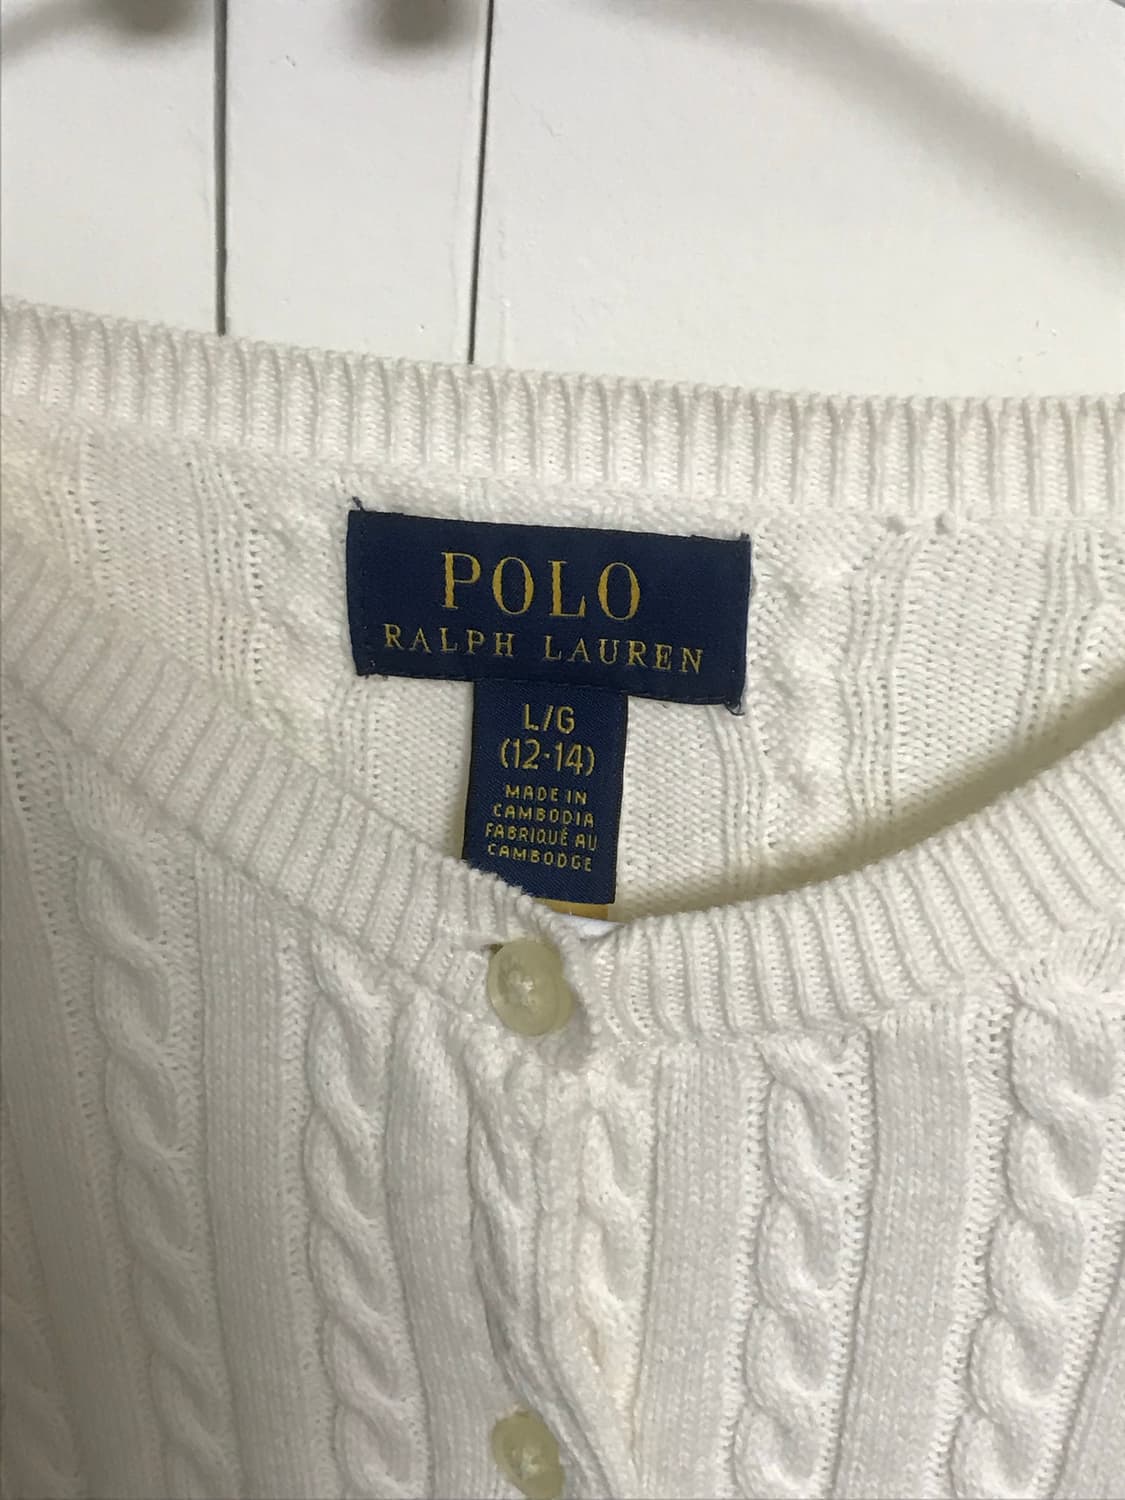 POLO
RALPH LAUREN
L/G
(12-14)
MADE IN
CAMBODIA
FABRIQUÉ AU
CAMBODGE